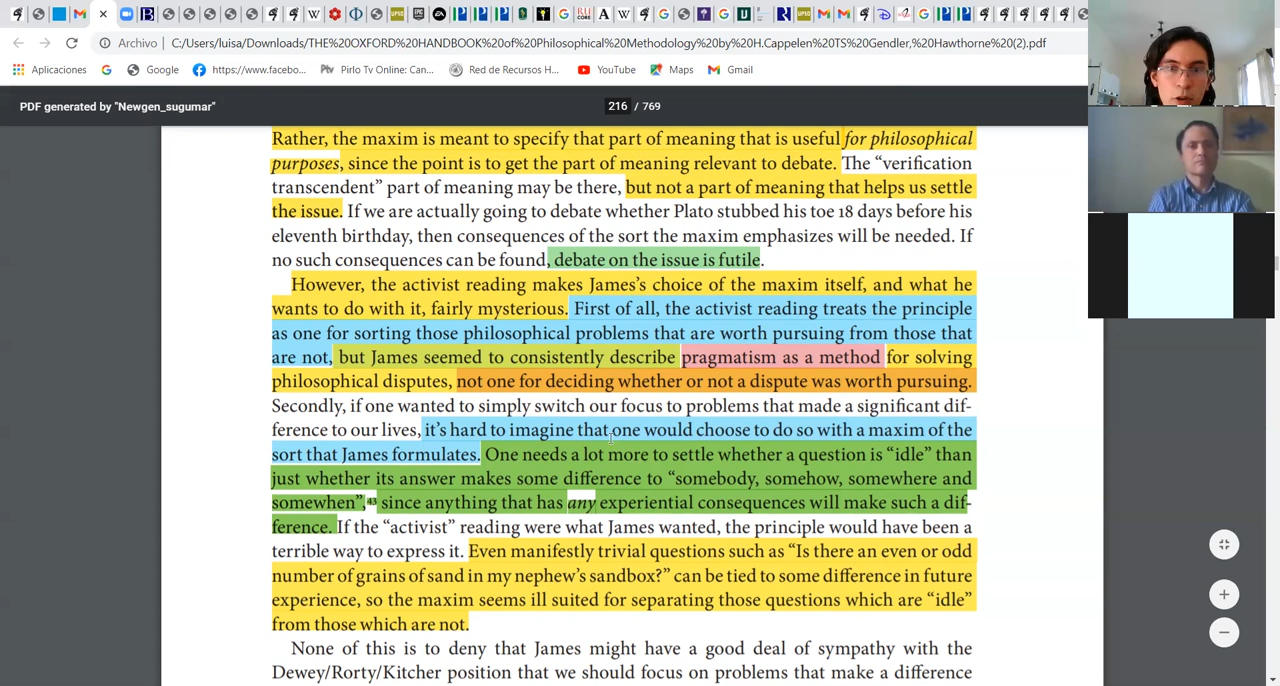 Archivo
C:/Users/luisa/Downloads/THE%20OXFORD%20HANDBOOK%20of%20Philosophical%20Methodology%20by%20H.Cappelen%20TS%20Gendler,%20Hawthorne%20(2).pdf
Aplicaciones
Google
https://www.facebo...
Pirlo Tv Online: Can...
Red de Recursos H...
YouTube
Maps
Gmail
PDF generated by "Newgen_sugumar"
216 / 769
Rather, the maxim is meant to specify that part of meaning that is useful for philosophical
purposes, since the point is to get the part of meaning relevant to debate. The “verification
transcendent” part of meaning may be there, but not a part of meaning that helps us settle
the issue. If we are actually going to debate whether Plato stubbed his toe 18 days before his
eleventh birthday, then consequences of the sort the maxim emphasizes will be needed. If
no such consequences can be found, debate on the issue is futile.
However, the activist reading makes James’s choice of the maxim itself, and what he
wants to do with it, fairly mysterious. First of all, the activist reading treats the principle
as one for sorting those philosophical problems that are worth pursuing from those that
are not, but James seemed to consistently describe pragmatism as a method for solving
philosophical disputes, not one for deciding whether or not a dispute was worth pursuing.
Secondly, if one wanted to simply switch our focus to problems that made a significant dif-
ference to our lives, it’s hard to imagine that one would choose to do so with a maxim of the
sort that James formulates. One needs a lot more to settle whether a question is “idle” than
just whether its answer makes some difference to “somebody, somehow, somewhere and
somewhen”,43 since anything that has any experiential consequences will make such a dif-
ference. If the “activist” reading were what James wanted, the principle would have been a
terrible way to express it. Even manifestly trivial questions such as “Is there an even or odd
number of grains of sand in my nephew’s sandbox?” can be tied to some difference in future
experience, so the maxim seems ill suited for separating those questions which are “idle”
from those which are not.
None of this is to deny that James might have a good deal of sympathy with the
Dewey/Rorty/Kitcher position that we should focus on problems that make a difference